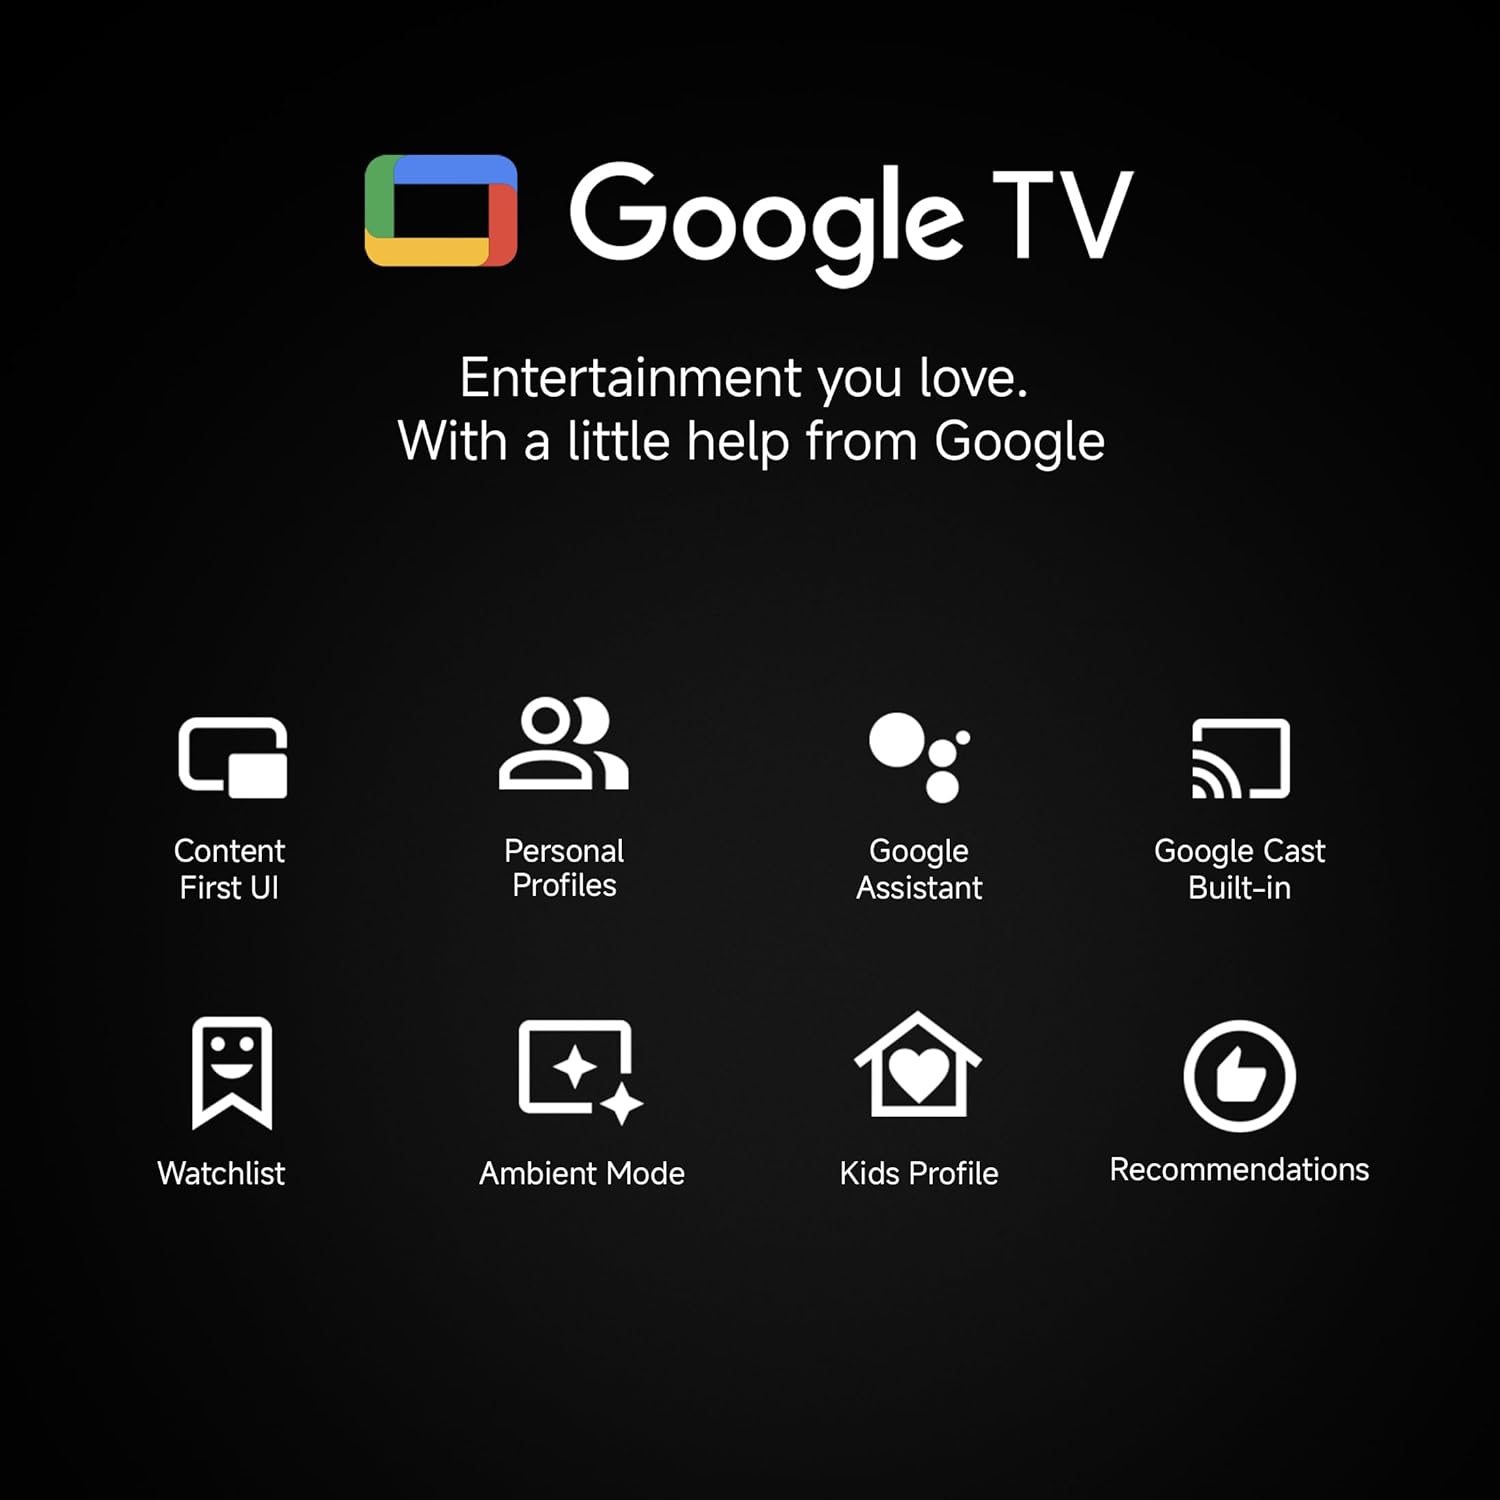 Google TV
Entertainment you love.
With a little help from Google
Content
First UI
Personal
Profiles
Google
Assistant
Google Cast
Built-in
Watchlist
Ambient Mode
Kids Profile
Recommendations